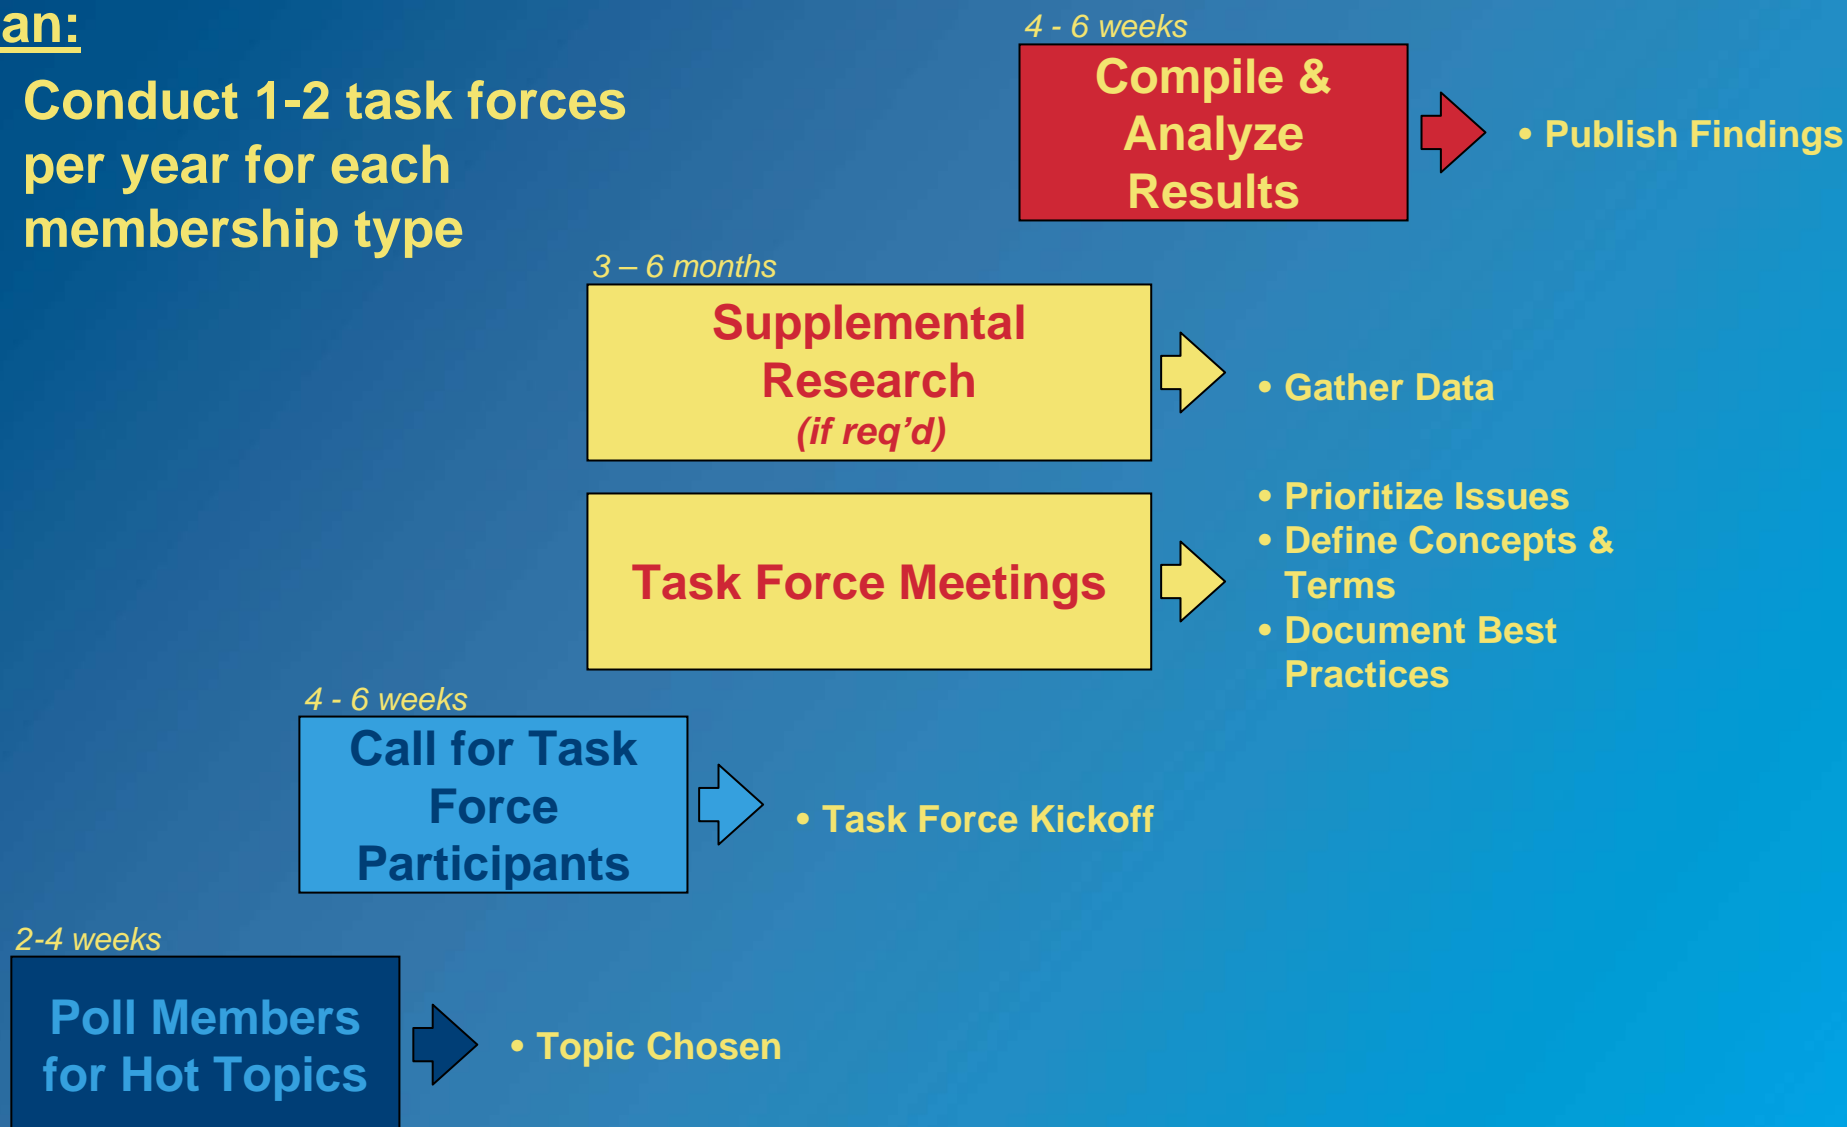 an:
Conduct 1-2 task forces
per year for each
membership type
4 - 6 weeks
Compile &
Analyze
Results
• Publish Findings
3 – 6 months
Supplemental
Research
(if req’d)
• Gather Data
Task Force Meetings
• Prioritize Issues
• Define Concepts &
Terms
• Document Best
Practices
4 - 6 weeks
Call for Task
Force
Participants
• Task Force Kickoff
2-4 weeks
Poll Members
for Hot Topics
• Topic Chosen